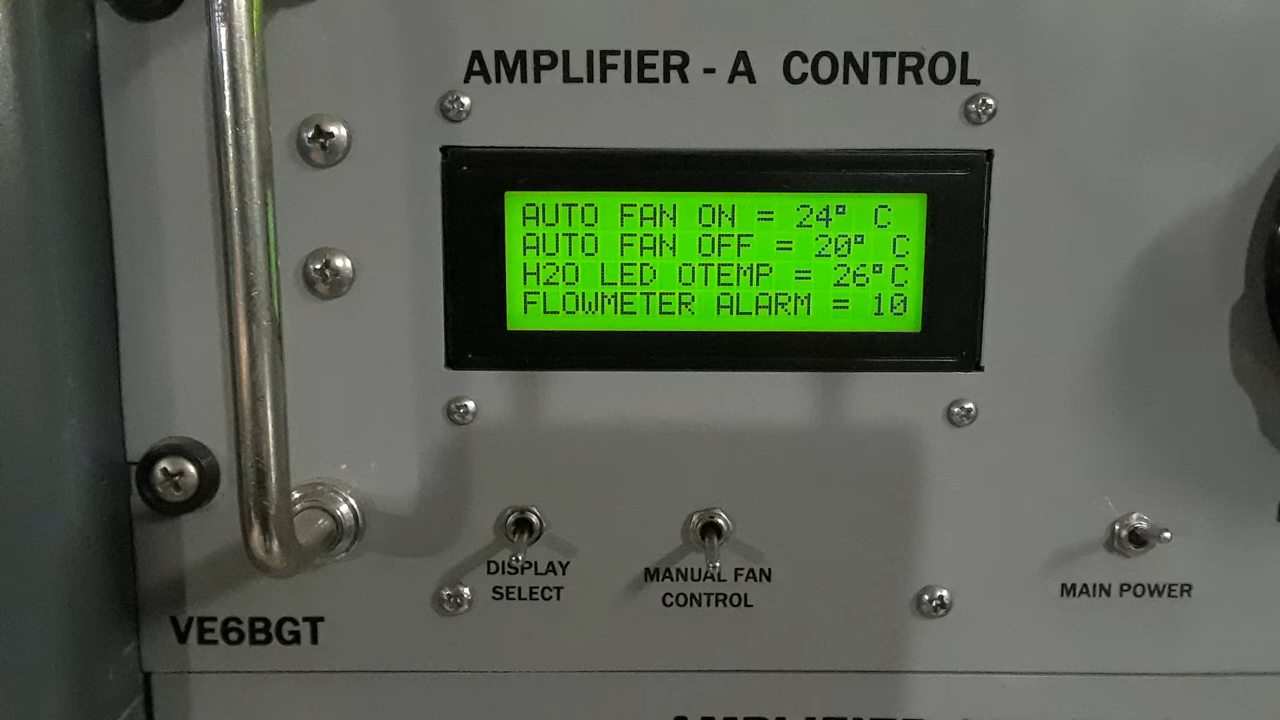 AMPLIFIER - A CONTROL
AUTO FAN ON = 24° C
AUTO FAN OFF = 20° C
H2O LED OTEMP = 26°C
FLOWMETER ALARM = 10
DISPLAY
SELECT
MANUAL FAN
CONTROL
MAIN POWER
VE6BGT